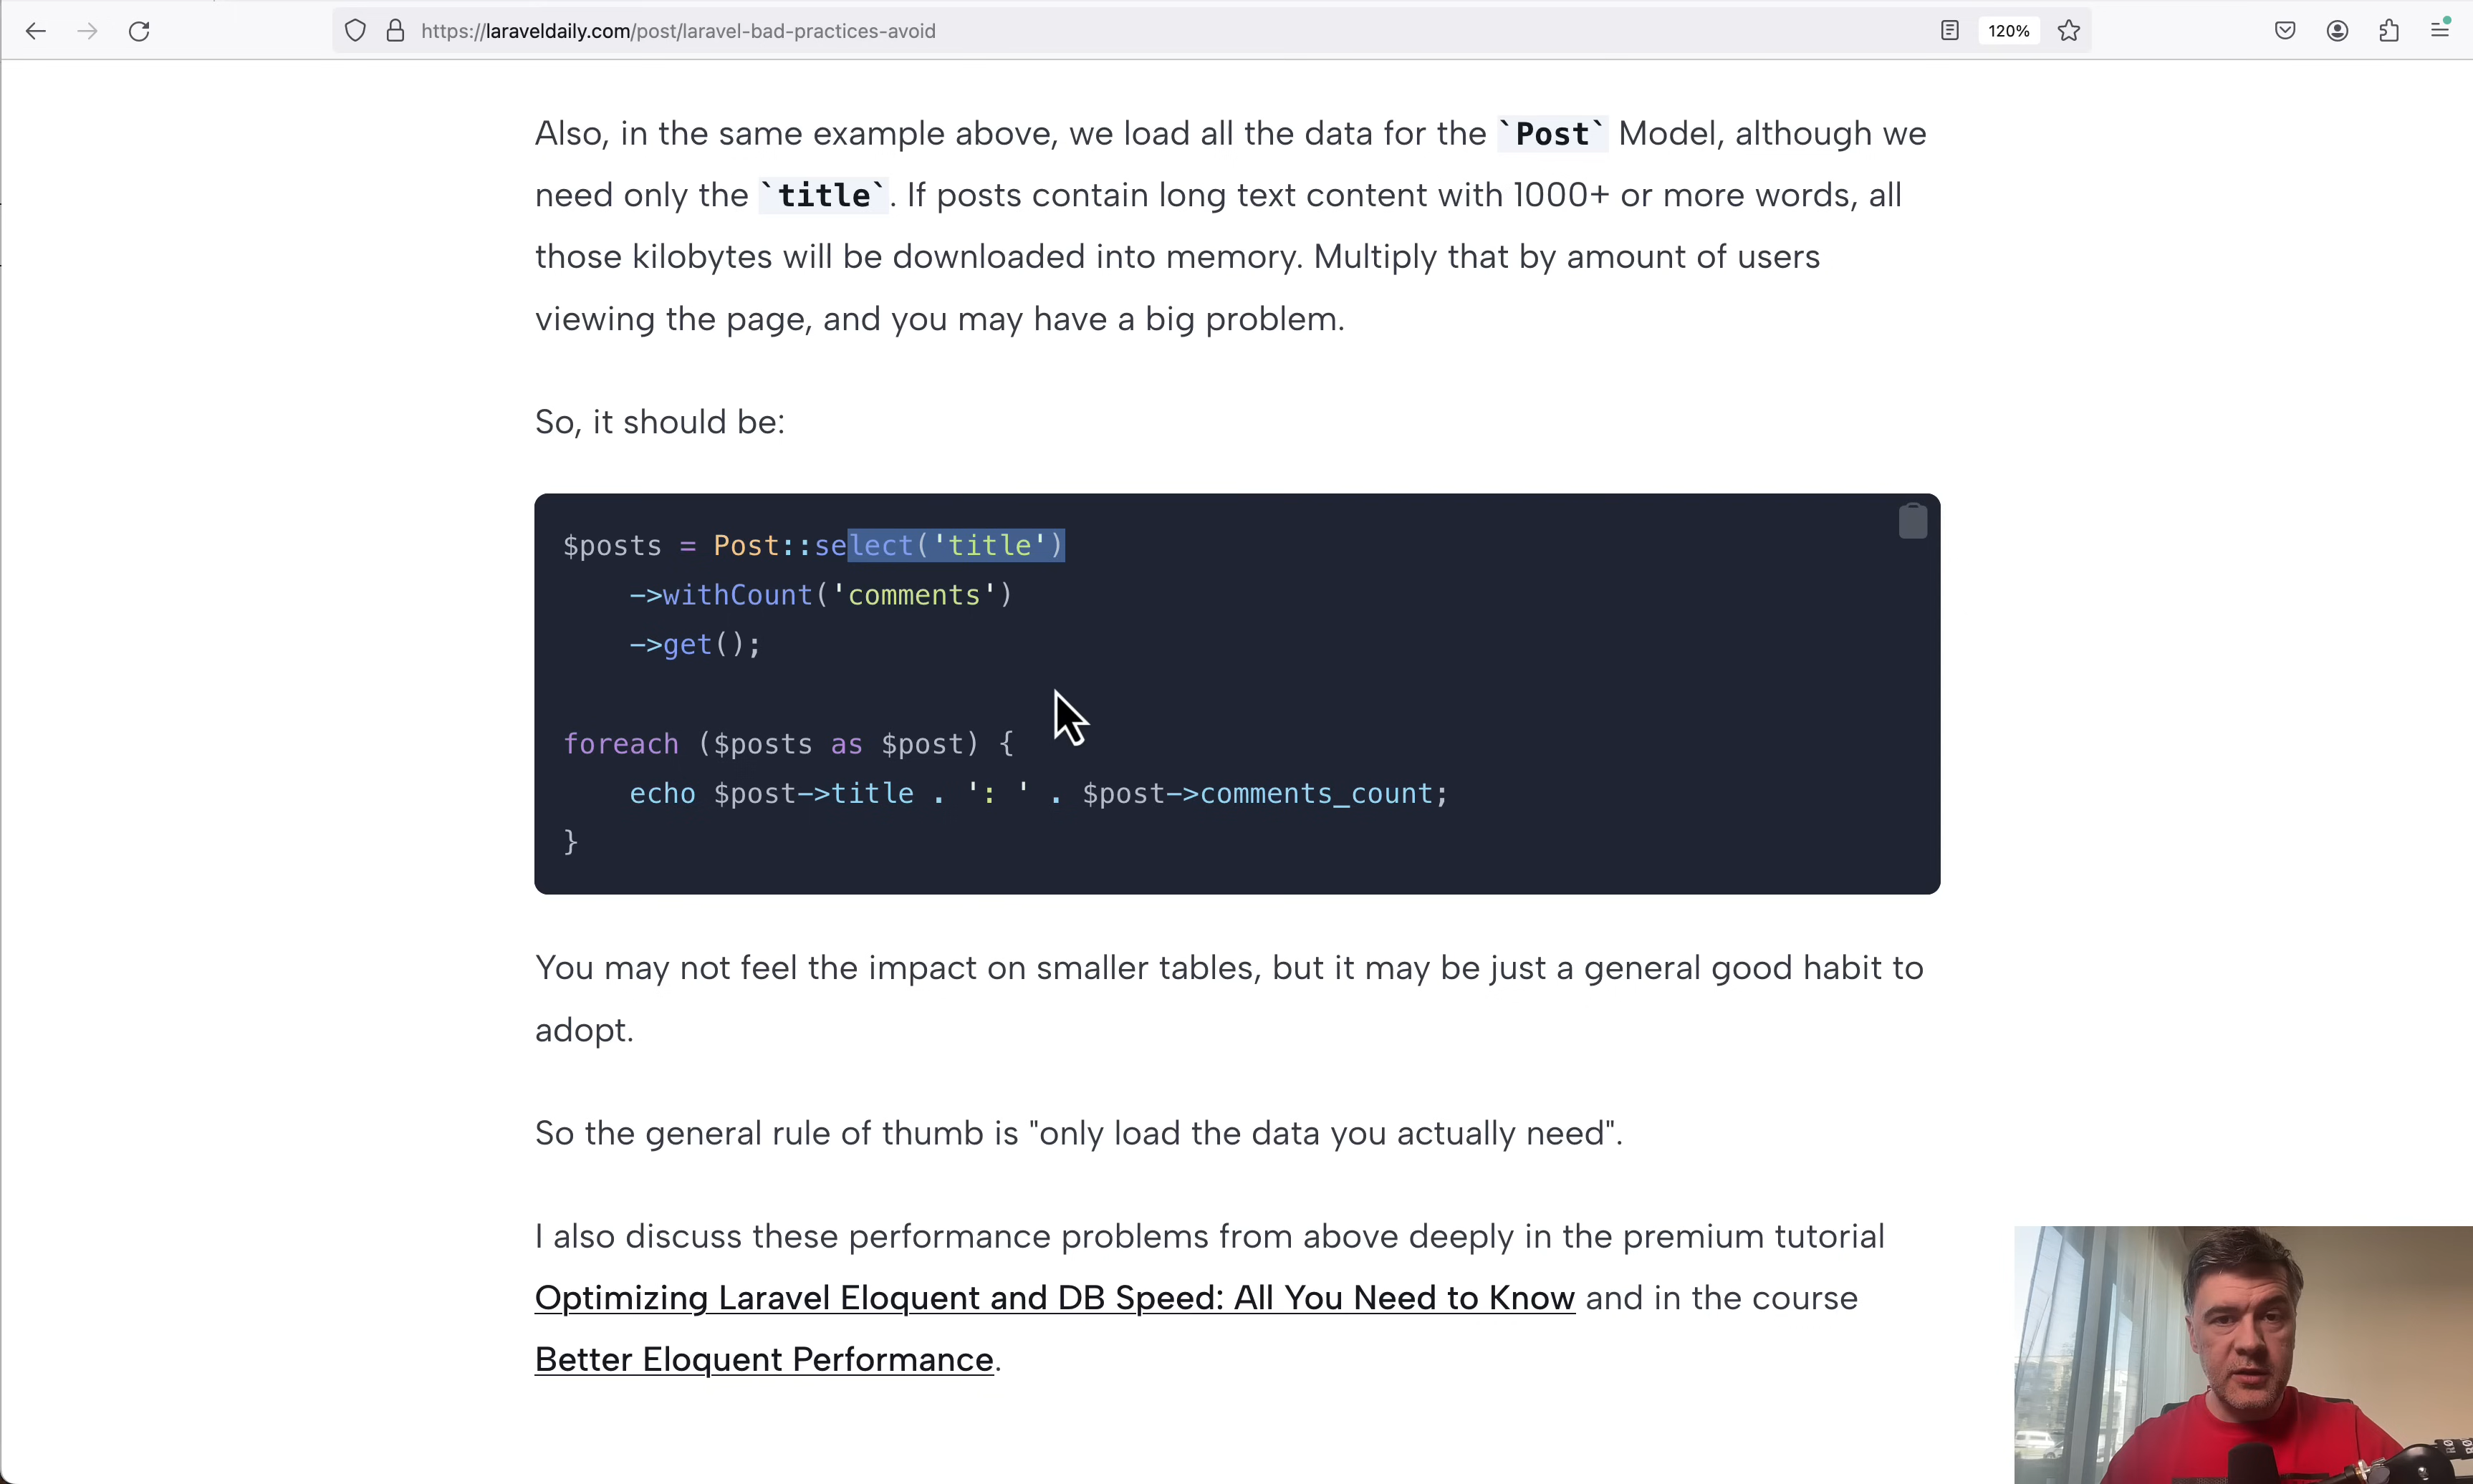 https://laraveldaily.com/post/laravel-bad-practices-avoid
120%
Also, in the same example above, we load all the data for the `Post` Model, although we
need only the `title`. If posts contain long text content with 1000+ or more words, all
those kilobytes will be downloaded into memory. Multiply that by amount of users
viewing the page, and you may have a big problem.
So, it should be:
$posts = Post::select('title')
    ->withCount('comments')
    ->get();
foreach ($posts as $post) {
    echo $post->title . ': ' . $post->comments_count;
}
You may not feel the impact on smaller tables, but it may be just a general good habit to
adopt.
So the general rule of thumb is "only load the data you actually need".
I also discuss these performance problems from above deeply in the premium tutorial
Optimizing Laravel Eloquent and DB Speed: All You Need to Know and in the course
Better Eloquent Performance.